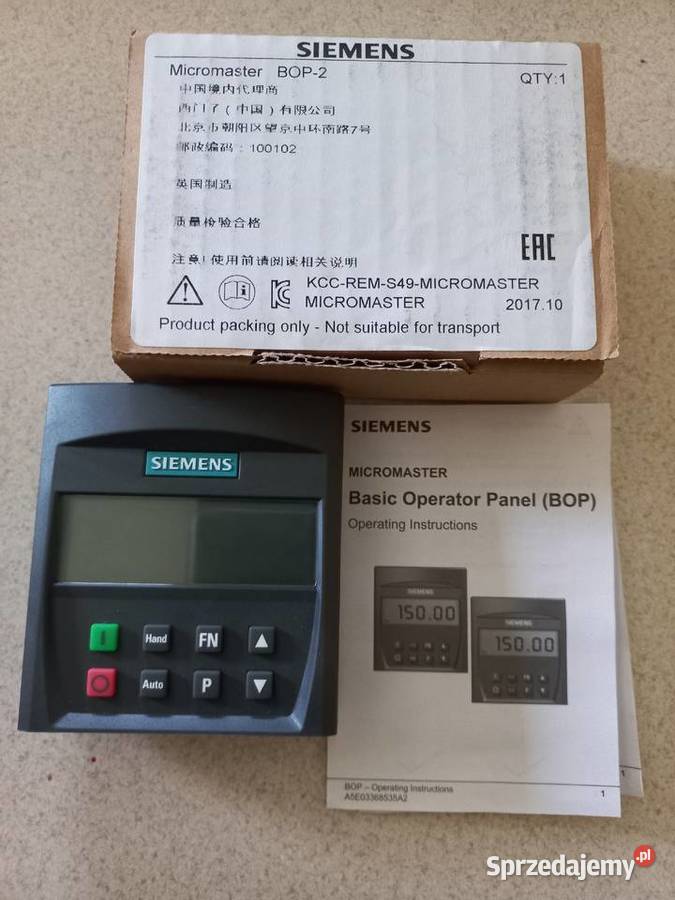 SIEMENS
Micromaster BOP-2
QTY:1
中国境内代理商
西门子(中国)有限公司
北京市朝阳区望京中环南路7号
邮政编码:100102
英国制造
质量检验合格
EAC
注意!使用前请阅读相关说明
KCC-REM-S49-MICROMASTER
MICROMASTER
2017.10
Product packing only - Not suitable for transport
SIEMENS
MICROMASTER
Basic Operator Panel (BOP)
Operating Instructions
SIEMENS
150.00
SIEMENS
150.00
BOP – Operating Instructions
A5E03368535A2
1
1
SIEMENS
Hand
FN
Auto
P
Sprzedajemy.pl